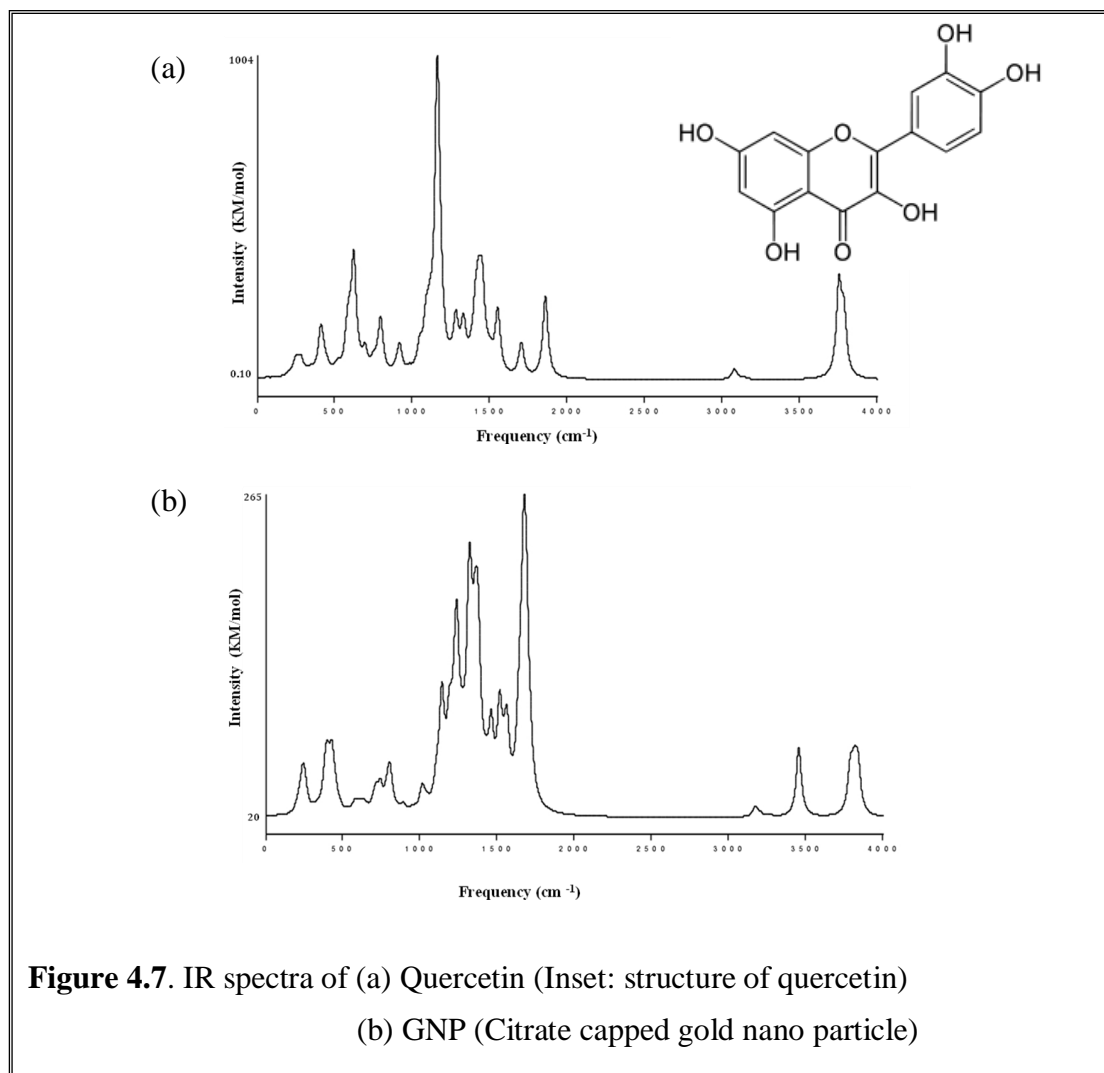 (a)
1004
Intensity (KM/mol)
0.10
0 500 1000 1500 2000 2500 3000 3500 4000
Frequency (cm⁻¹)
OH
OH
HO
O
OH
OH
O
(b)
265
Intensity (KM/mol)
20
0 500 1000 1500 2000 2500 3000 3500 4000
Frequency (cm ⁻¹)
Figure 4.7. IR spectra of (a) Quercetin (Inset: structure of quercetin)
(b) GNP (Citrate capped gold nano particle)